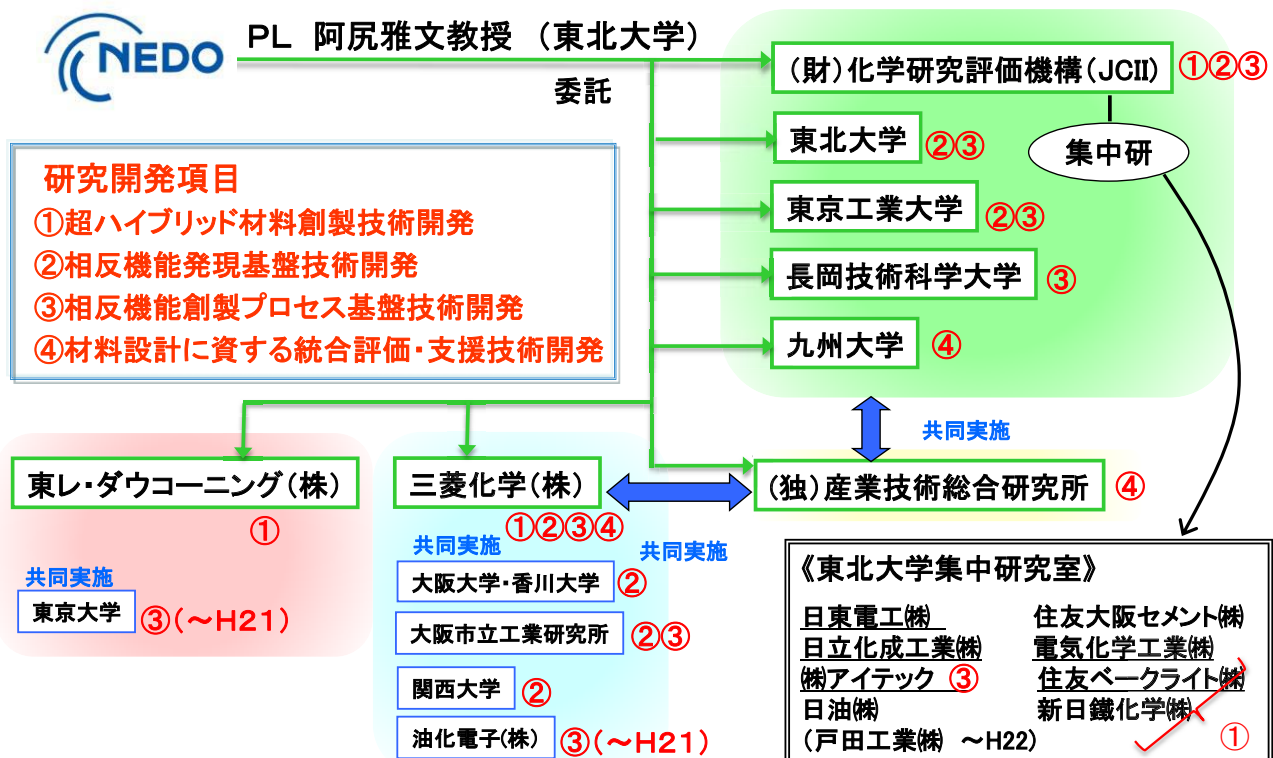 NEDO
PL 阿尻雅文教授 (東北大学)
委託
(財)化学研究評価機構(JCII) ①②③
集中研
東北大学 ②③
東京工業大学 ②③
長岡技術科学大学 ③
九州大学 ④
研究開発項目
①超ハイブリッド材料創製技術開発
②相反機能発現基盤技術開発
③相反機能創製プロセス基盤技術開発
④材料設計に資する統合評価・支援技術開発
共同実施
東レ・ダウコーニング(株)
①
共同実施
東京大学 ③(~H21)
三菱化学(株)
①②③④
共同実施
共同実施
大阪大学・香川大学 ②
大阪市立工業研究所 ②③
関西大学 ②
油化電子(株) ③(~H21)
(独)産業技術総合研究所 ④
《東北大学集中研究室》
日東電工㈱ 住友大阪セメント㈱
日立化成工業㈱ 電気化学工業㈱
㈱アイテック ③ 住友ベークライト㈱
日油㈱ 新日鐵化学㈱
(戸田工業㈱ ~H22) ①